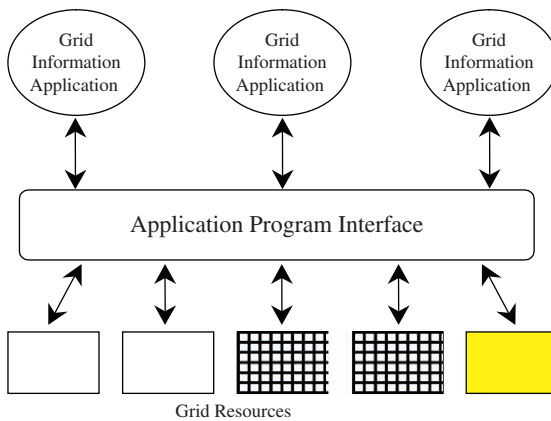 Grid
Information
Application
Grid
Information
Application
Grid
Information
Application
Application Program Interface
Grid Resources